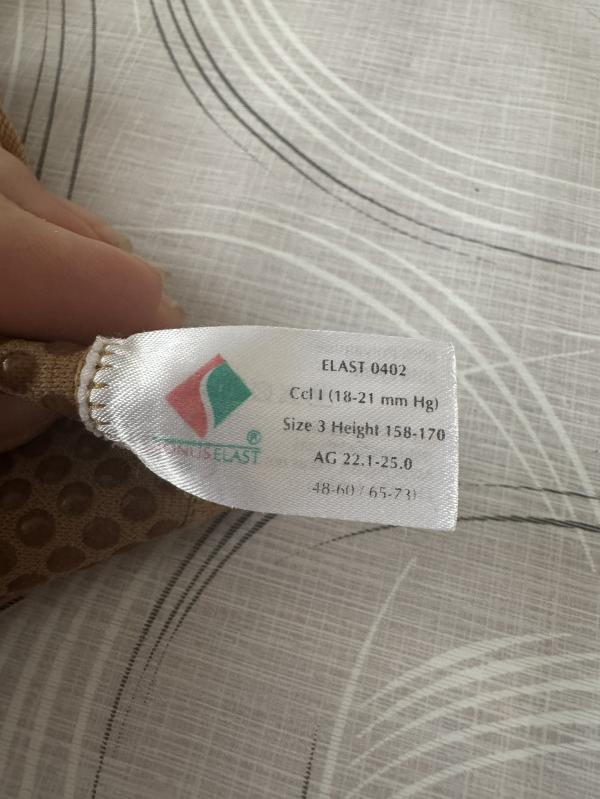 ELAST 0402
Ccl I (18-21 mm Hg)
Size 3 Height 158-170
AG 22.1-25.0
48-60 / 65-73)
®
TONUSELAST